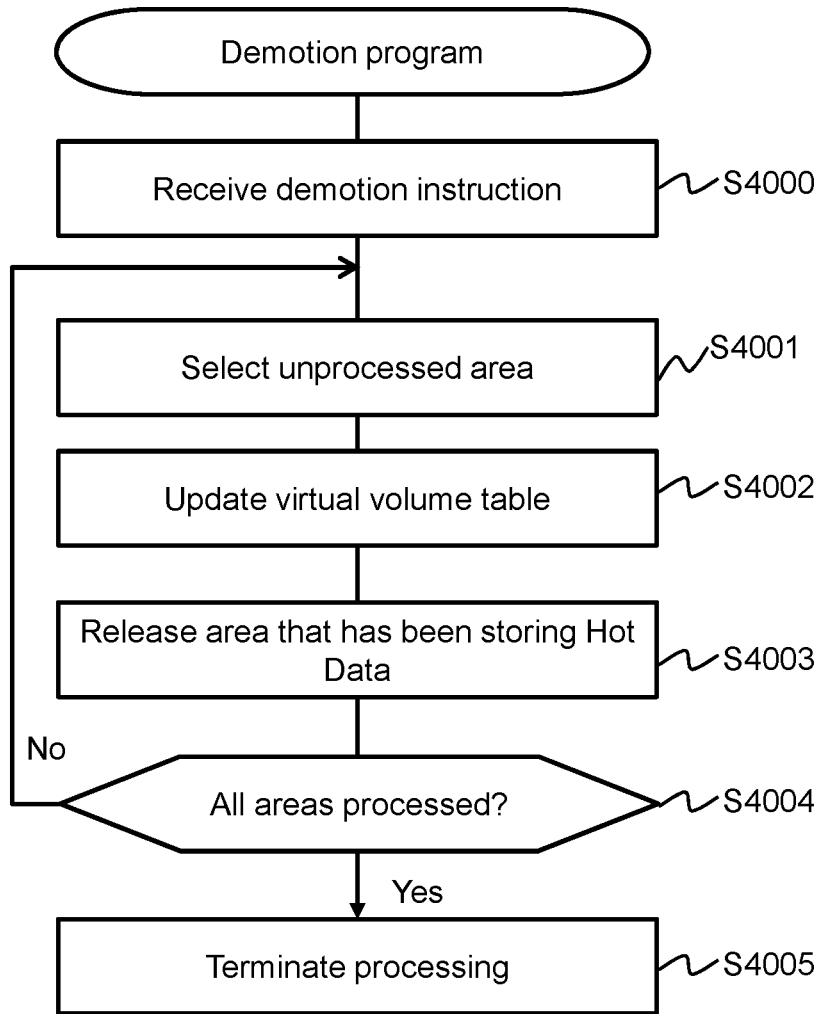 Demotion program
Receive demotion instruction
S4000
Select unprocessed area
S4001
Update virtual volume table
S4002
Release area that has been storing Hot
Data
S4003
No
All areas processed?
S4004
Yes
Terminate processing
S4005